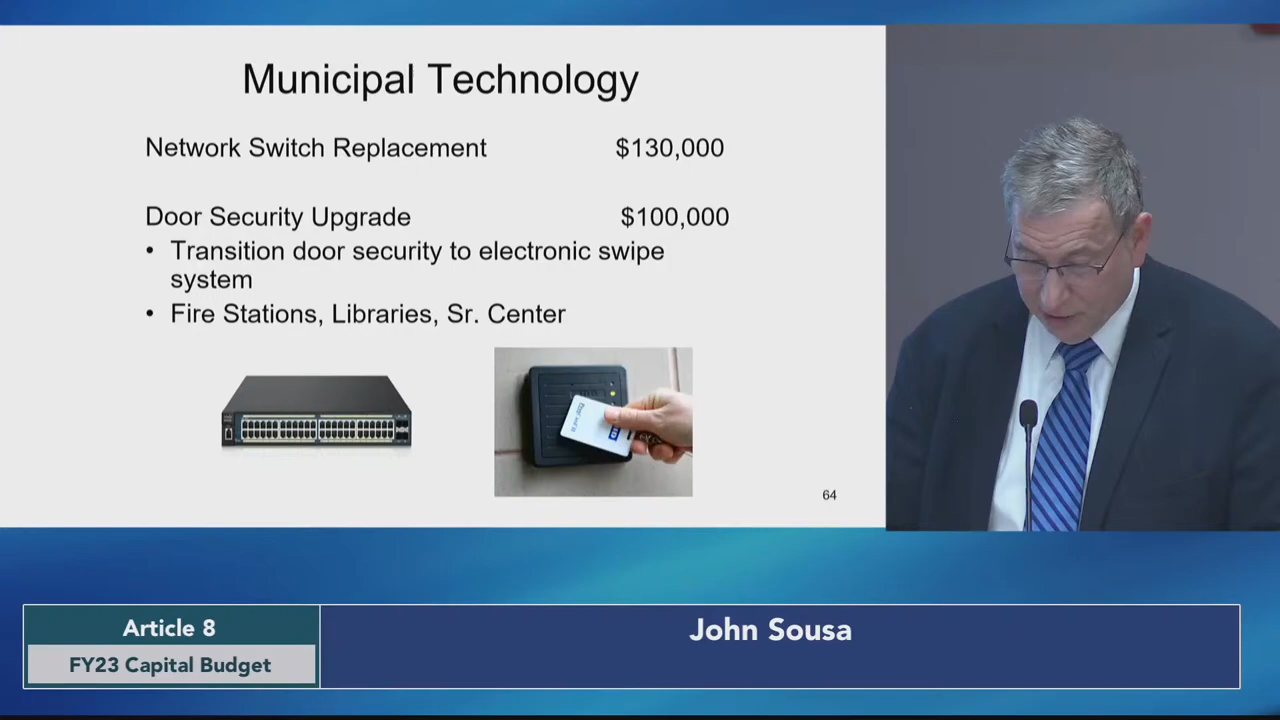 Municipal Technology
Network Switch Replacement $130,000
Door Security Upgrade $100,000
• Transition door security to electronic swipe
system
• Fire Stations, Libraries, Sr. Center
64
Article 8
FY23 Capital Budget
John Sousa